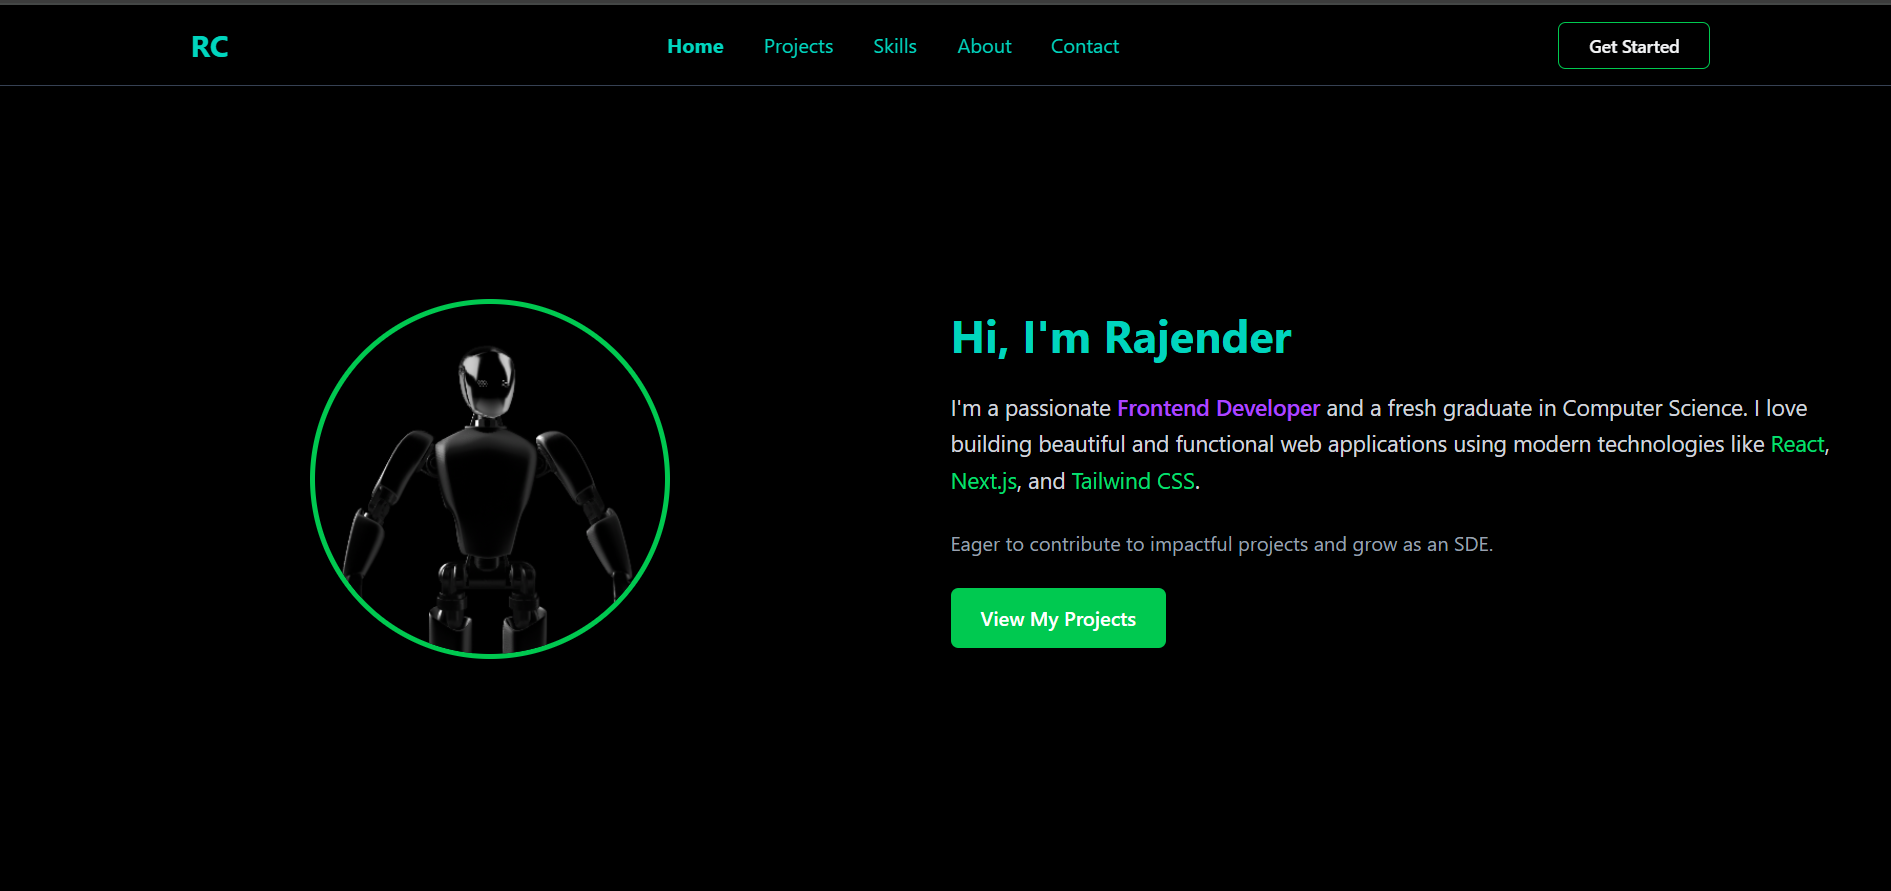 RC
Home Projects Skills About Contact
Get Started
Hi, I'm Rajender
I'm a passionate Frontend Developer and a fresh graduate in Computer Science. I love
building beautiful and functional web applications using modern technologies like React,
Next.js, and Tailwind CSS.
Eager to contribute to impactful projects and grow as an SDE.
View My Projects